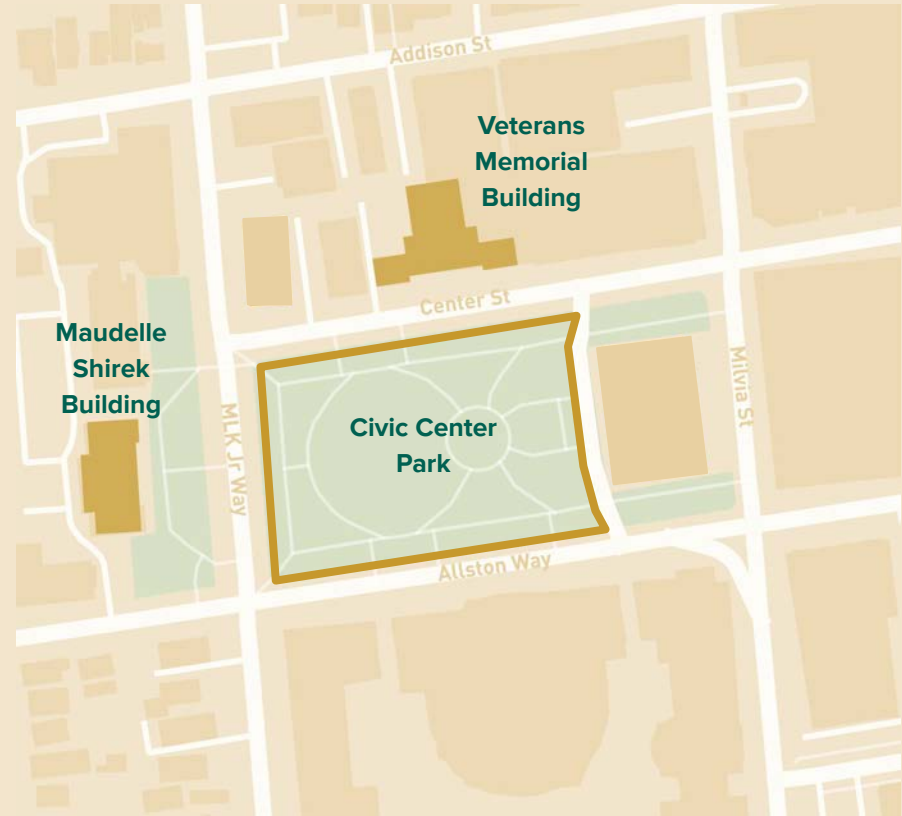 Addison St
Veterans
Memorial
Building
Center St
Maudelle
Shirek
Building
MLK Jr Way
Civic Center
Park
Milvia St
Allston Way